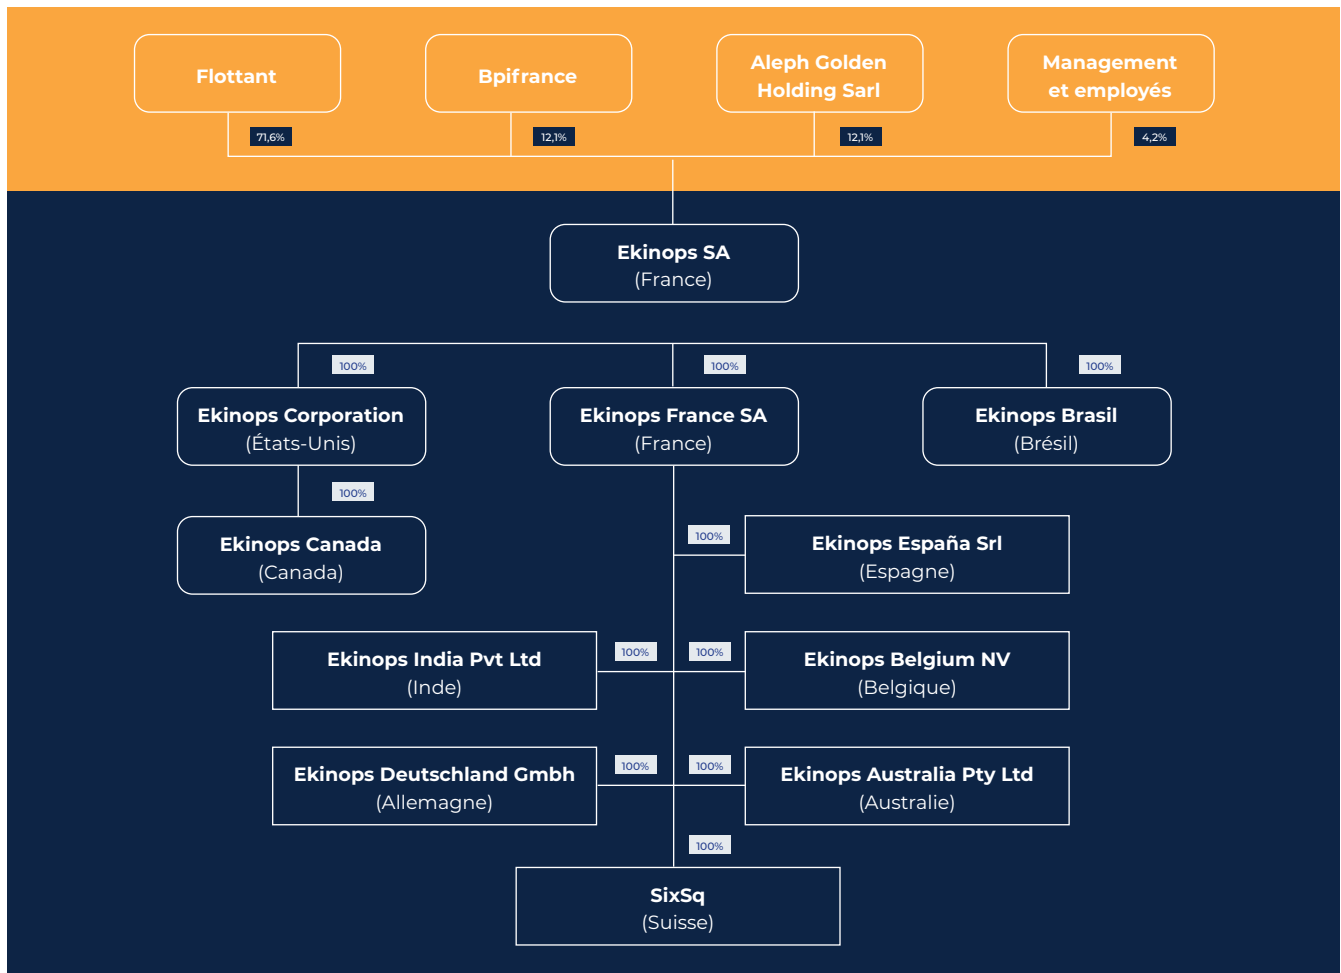 Flottant
Bpifrance
Aleph Golden
Holding Sarl
Management
et employés
71,6%
12,1%
12,1%
4,2%
Ekinops SA
(France)
100%
100%
100%
Ekinops Corporation
(États-Unis)
Ekinops France SA
(France)
Ekinops Brasil
(Brésil)
100%
Ekinops Canada
(Canada)
100%
Ekinops España Srl
(Espagne)
Ekinops India Pvt Ltd
(Inde)
100%
100%
Ekinops Belgium NV
(Belgique)
Ekinops Deutschland Gmbh
(Allemagne)
100%
100%
Ekinops Australia Pty Ltd
(Australie)
100%
SixSq
(Suisse)